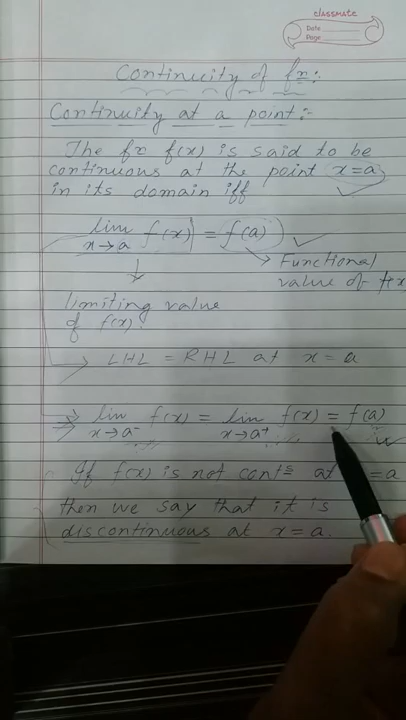 classmate
Date
Page
Continuity of fn:
Continuity at a point:-
The fn f(x) is said to be
continuous at the point x=a,
in its domain iff
lim f(x) = f(a)
x→a
Functional
value of f(x
limiting value
of f(x).
LHL = RHL at x = a
lim f(x) = lim f(x) = f(a)
x→a⁻ x→a⁺
If f(x) is not conts at = a
then we say that it is
discontinuous at x = a.